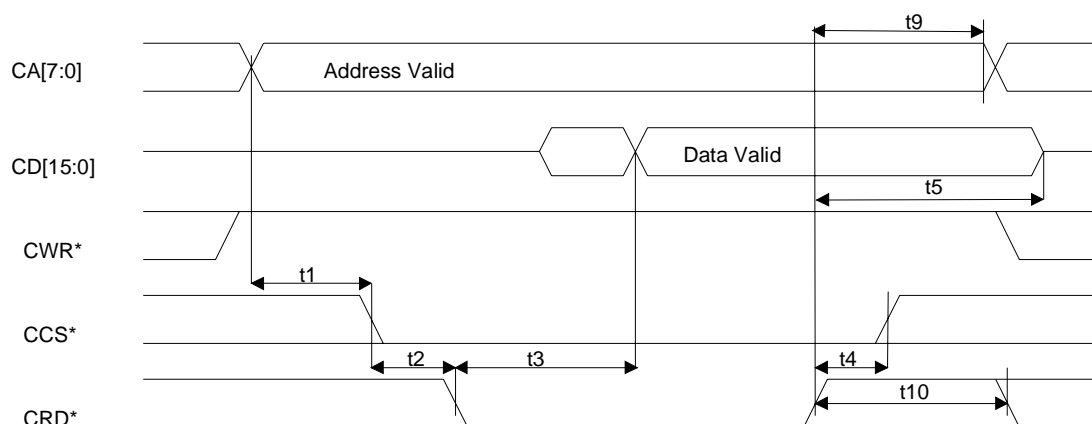 t9
CA[7:0]
Address Valid
CD[15:0]
Data Valid
t5
CWR*
t1
CCS*
t2
t3
t4
t10
CRD*